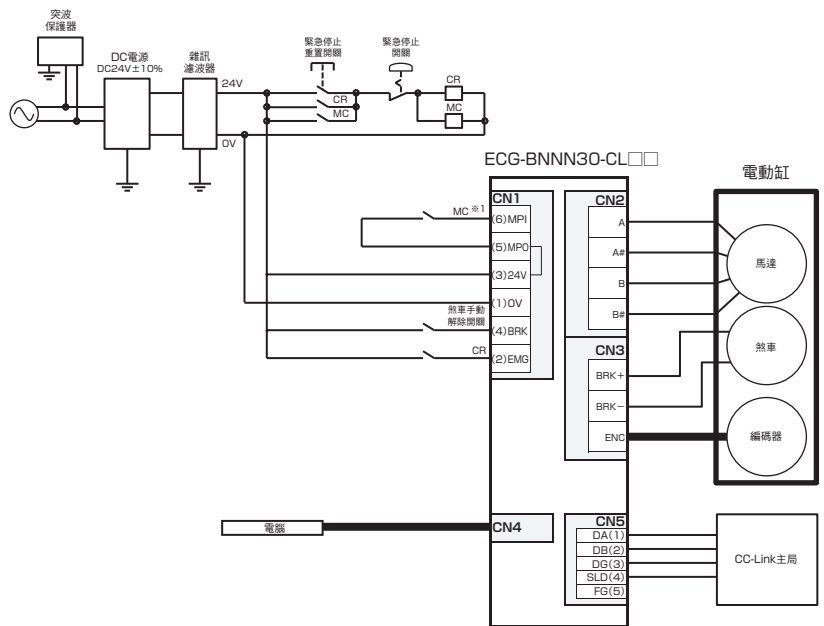 突波
保護器
DC電源
DC24V±10%
雜訊
濾波器
24V
0V
緊急停止
重置開關
緊急停止
開關
CR
MC
CR
MC
ECG-BNNN30-CL□□
電動缸
CN1
MC ※1
(6)MPI
(5)MPO
(3)24V
(1)0V
煞車手動
解除開關
(4)BRK
CR
(2)EMG
CN2
A
A#
B
B#
CN3
BRK+
BRK−
ENC
馬達
煞車
編碼器
電腦
CN4
CN5
DA(1)
DB(2)
DG(3)
SLD(4)
FG(5)
CC-Link主局